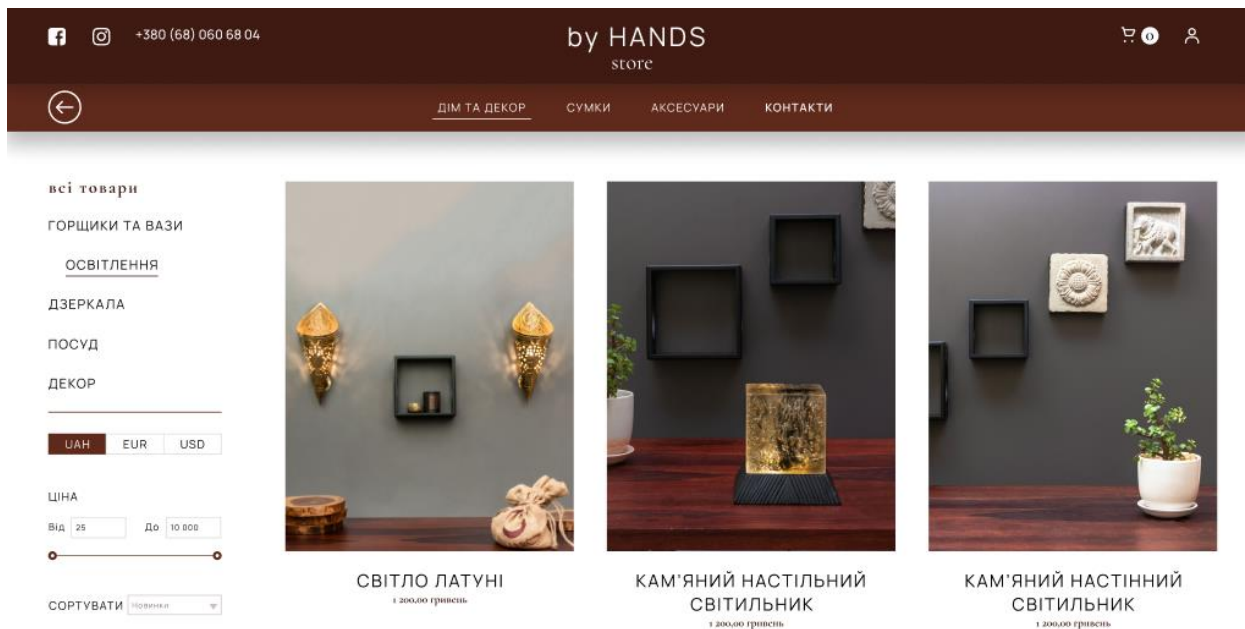 +380 (68) 060 68 04
by HANDS
store
0
ДІМ ТА ДЕКОР СУМКИ АКСЕСУАРИ КОНТАКТИ
всі товари
ГОРЩИКИ ТА ВАЗИ
ОСВІТЛЕННЯ
ДЗЕРКАЛА
ПОСУД
ДЕКОР
UAH EUR USD
ЦІНА
Від 25 До 10 000
СОРТУВАТИ Новинки
СВІТЛО ЛАТУНІ
1 200,00 гривень
КАМ'ЯНИЙ НАСТІЛЬНИЙ
СВІТИЛЬНИК
1 200,00 гривень
КАМ'ЯНИЙ НАСТІННИЙ
СВІТИЛЬНИК
1 200,00 гривень